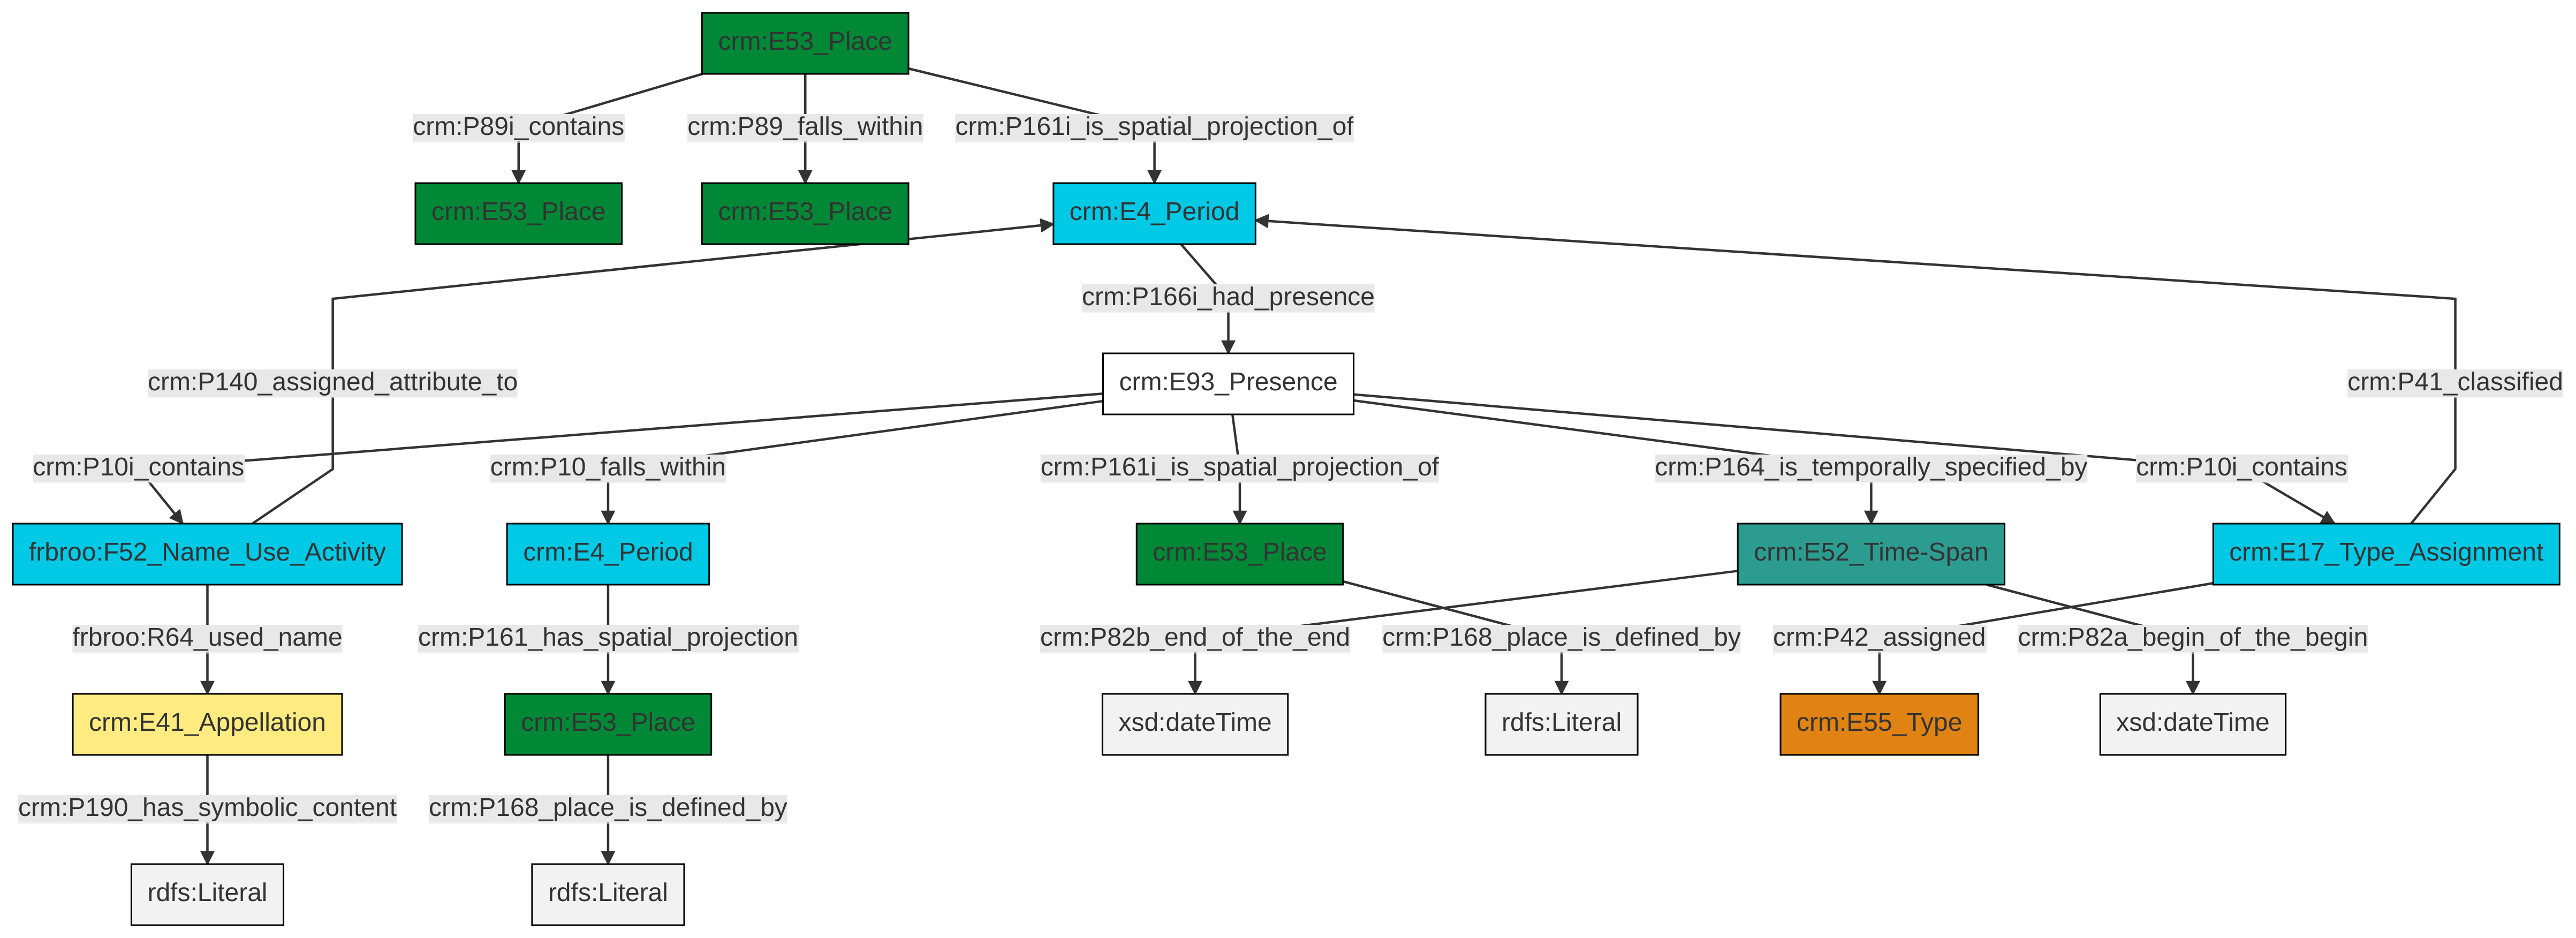 crm:E53_Place
crm:P89i_contains
crm:P89_falls_within
crm:P161i_is_spatial_projection_of
crm:E53_Place
crm:E53_Place
crm:E4_Period
crm:P166i_had_presence
crm:P140_assigned_attribute_to
crm:E93_Presence
crm:P41_classified
crm:P10i_contains
crm:P10_falls_within
crm:P161i_is_spatial_projection_of
crm:P164_is_temporally_specified_by
crm:P10i_contains
frbroo:F52_Name_Use_Activity
crm:E4_Period
crm:E53_Place
crm:E52_Time-Span
crm:E17_Type_Assignment
frbroo:R64_used_name
crm:P161_has_spatial_projection
crm:P82b_end_of_the_end
crm:P168_place_is_defined_by
crm:P42_assigned
crm:P82a_begin_of_the_begin
crm:E41_Appellation
crm:E53_Place
xsd:dateTime
rdfs:Literal
crm:E55_Type
xsd:dateTime
crm:P190_has_symbolic_content
crm:P168_place_is_defined_by
rdfs:Literal
rdfs:Literal